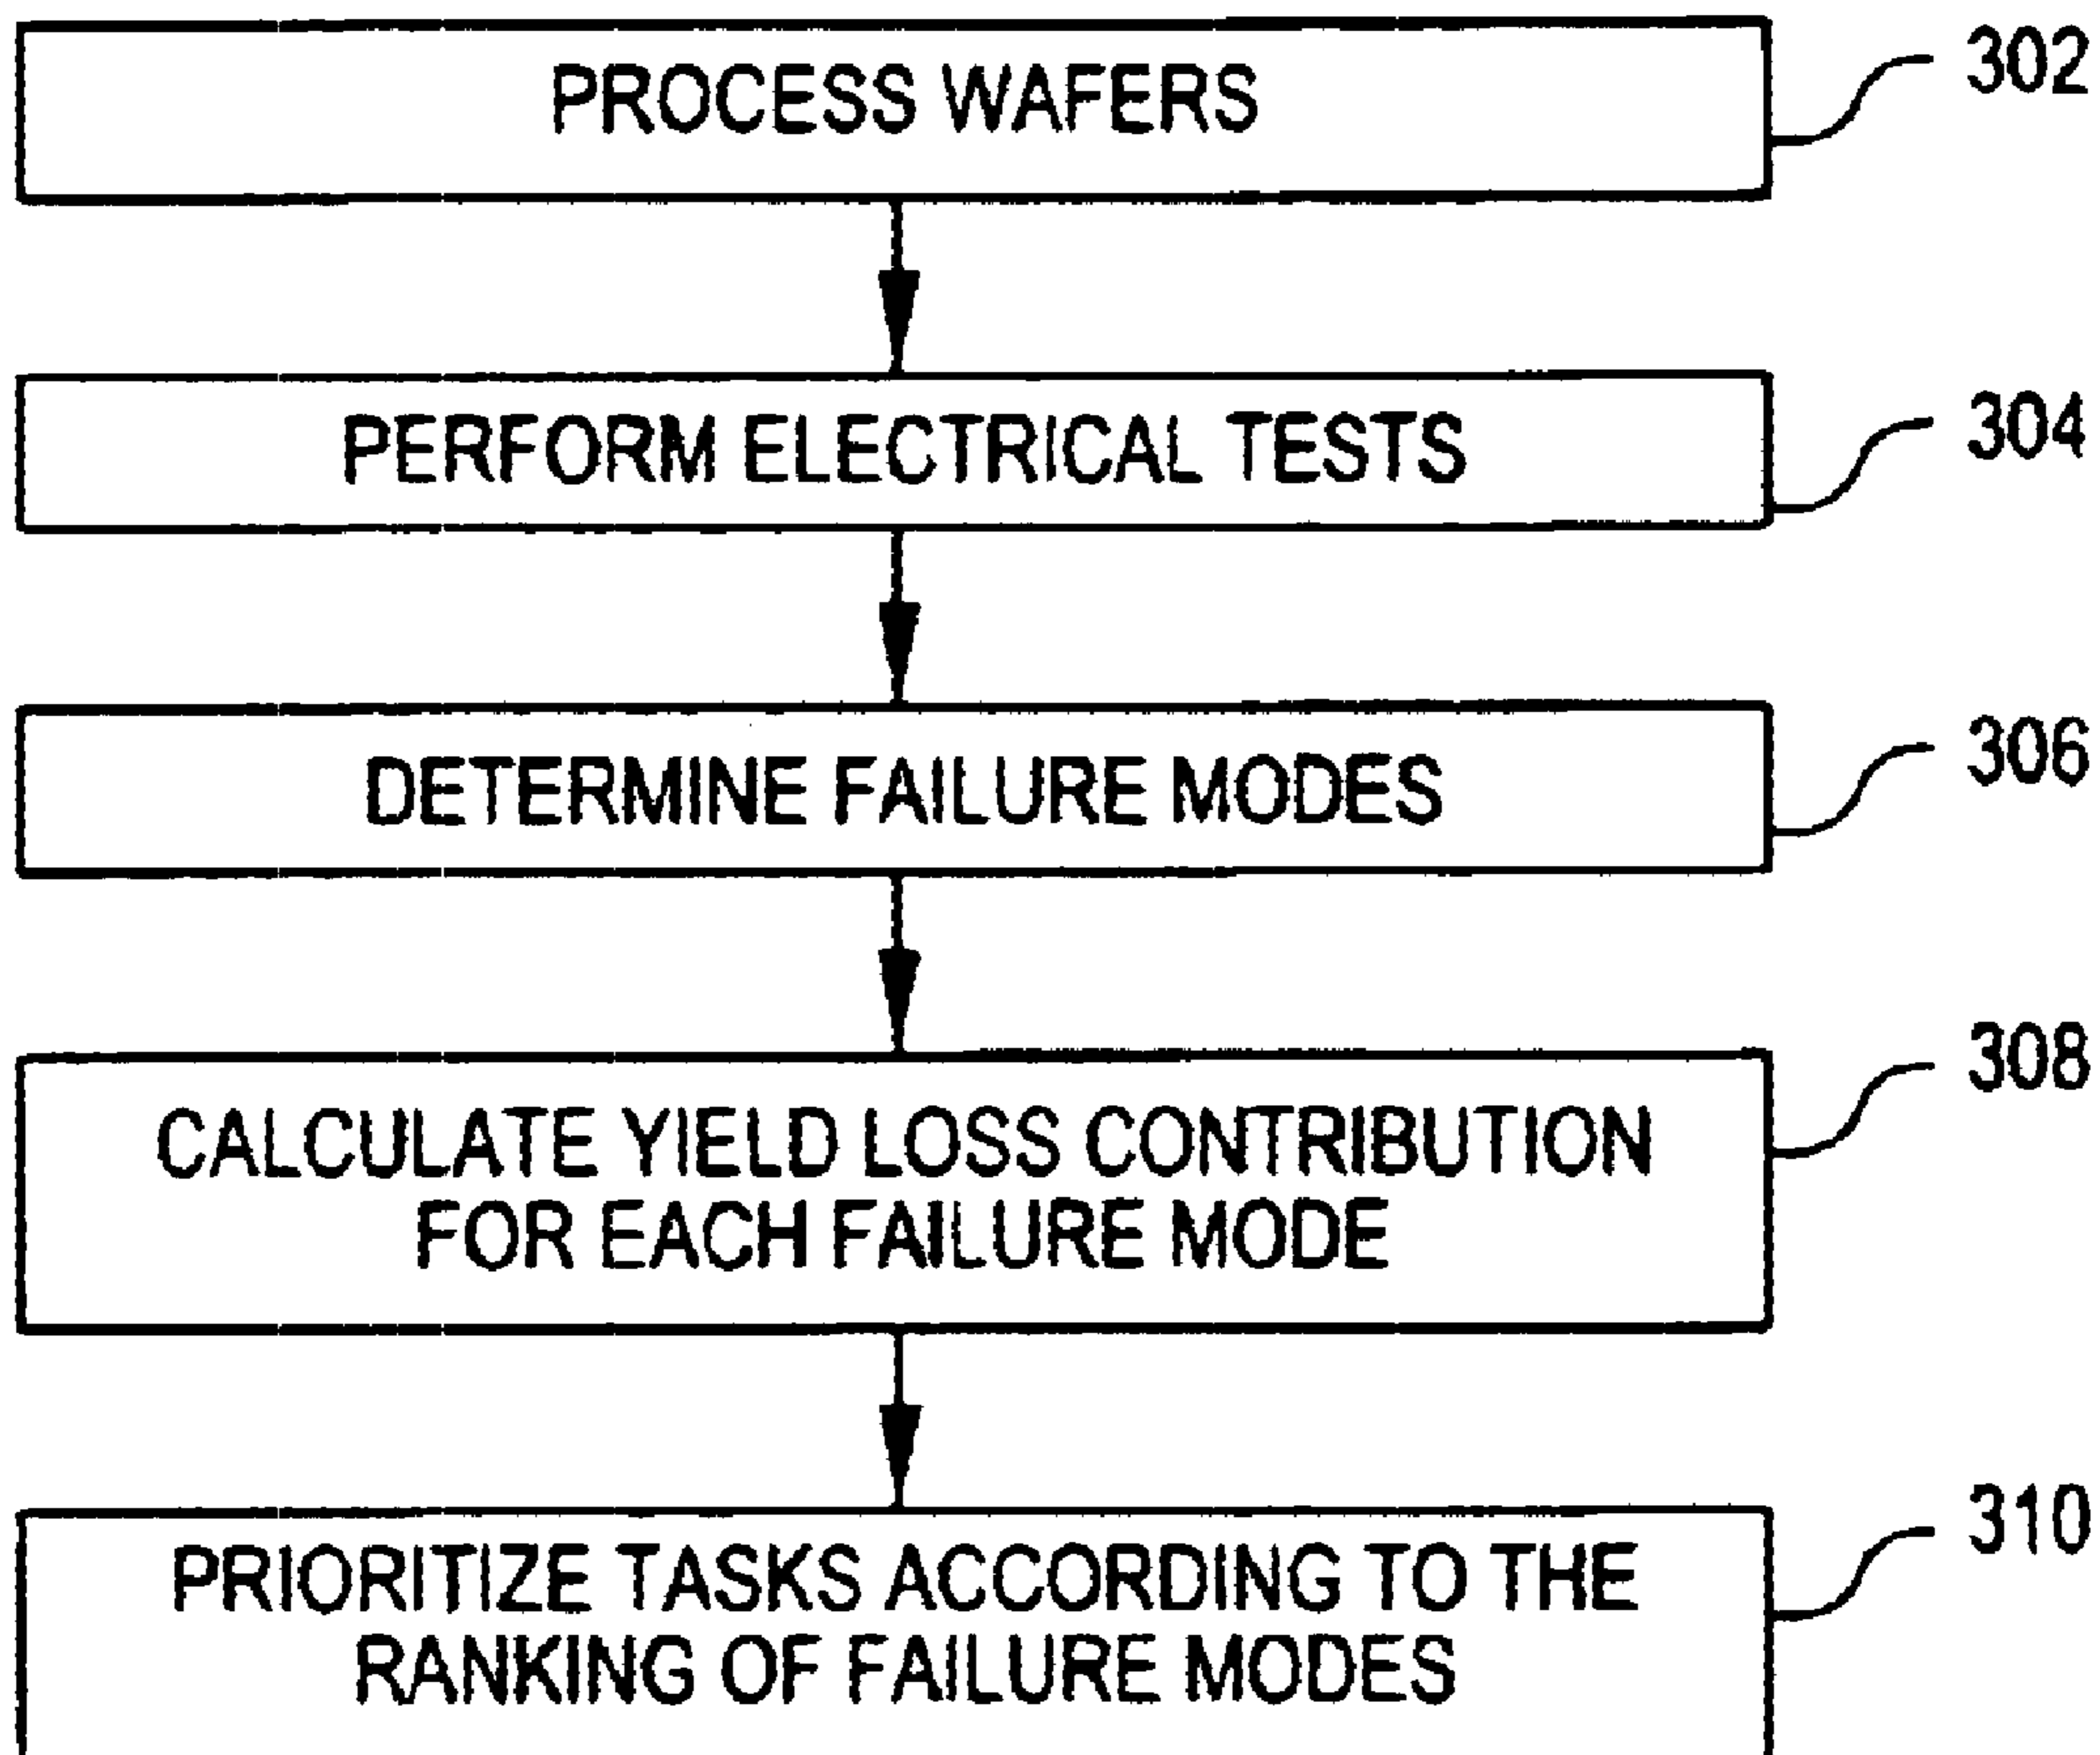 PROCESS WAFERS
302
PERFORM ELECTRICAL TESTS
304
DETERMINE FAILURE MODES
306
CALCULATE YIELD LOSS CONTRIBUTION
FOR EACH FAILURE MODE
308
PRIORITIZE TASKS ACCORDING TO THE
RANKING OF FAILURE MODES
310